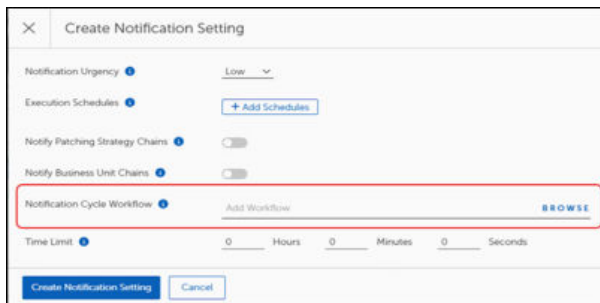 Create Notification Setting
Notification Urgency Low
Execution Schedules + Add Schedules
Notify Patching Strategy Chains
Notify Business Unit Chains
Notification Cycle Workflow Add Workflow BROWSE
Time Limit 0 Hours 0 Minutes 0 Seconds
Create Notification Setting Cancel